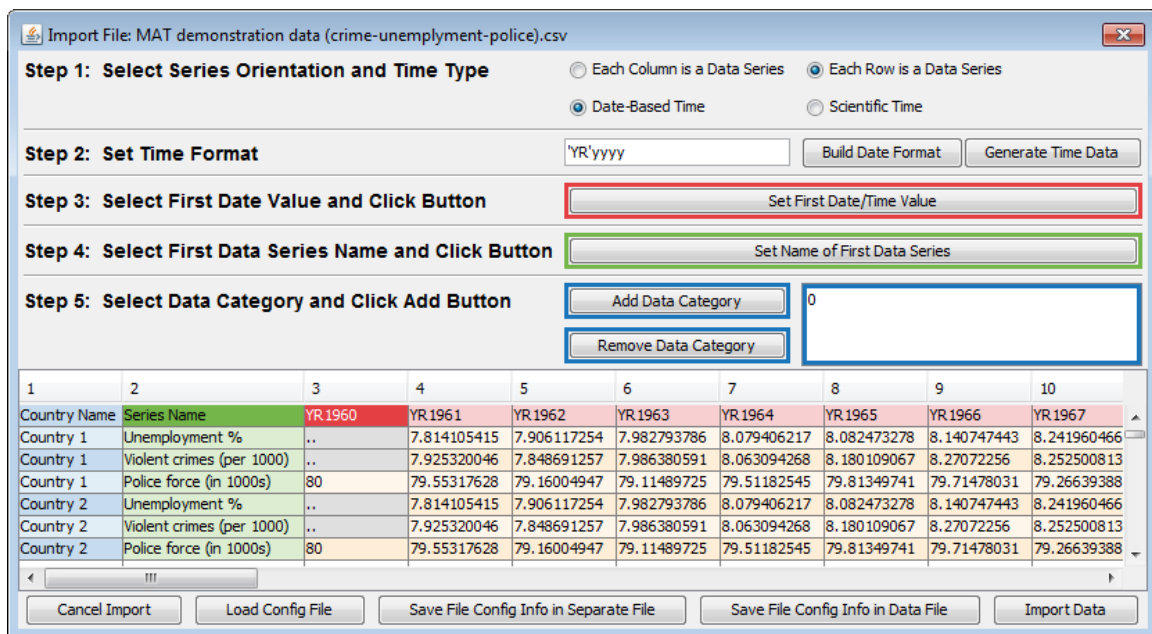 Import File: MAT demonstration data (crime-unemplyment-police).csv
Step 1: Select Series Orientation and Time Type Each Column is a Data Series Each Row is a Data Series
Date-Based Time Scientific Time
Step 2: Set Time Format 'YR'yyyy Build Date Format Generate Time Data
Step 3: Select First Date Value and Click Button Set First Date/Time Value
Step 4: Select First Data Series Name and Click Button Set Name of First Data Series
Step 5: Select Data Category and Click Add Button Add Data Category 0
Remove Data Category
1 2 3 4 5 6 7 8 9 10
Country Name Series Name YR1960 YR1961 YR1962 YR1963 YR1964 YR1965 YR1966 YR1967
Country 1 Unemployment % .. 7.814105415 7.906117254 7.982793786 8.079406217 8.082473278 8.140747443 8.241960466
Country 1 Violent crimes (per 1000) .. 7.925320046 7.848691257 7.986380591 8.063094268 8.180109067 8.27072256 8.252500813
Country 1 Police force (in 1000s) 80 79.55317628 79.16004947 79.11489725 79.51182545 79.81349741 79.71478031 79.26639388
Country 2 Unemployment % .. 7.814105415 7.906117254 7.982793786 8.079406217 8.082473278 8.140747443 8.241960466
Country 2 Violent crimes (per 1000) .. 7.925320046 7.848691257 7.986380591 8.063094268 8.180109067 8.27072256 8.252500813
Country 2 Police force (in 1000s) 80 79.55317628 79.16004947 79.11489725 79.51182545 79.81349741 79.71478031 79.26639388
Cancel Import Load Config File Save File Config Info in Separate File Save File Config Info in Data File Import Data